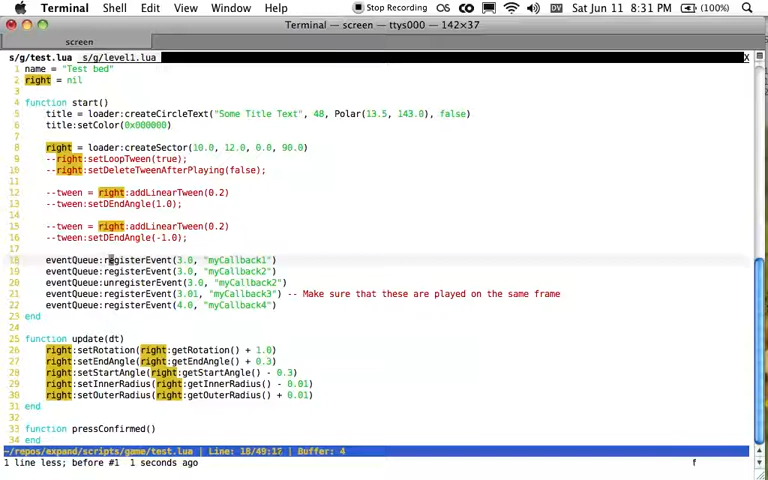 Terminal Shell Edit View Window Help Stop Recording DV Sat Jun 11 8:31 PM (100%)
Terminal — screen — ttys000 — 142×37
screen
s/g/test.lua s/g/level1.lua X
1 name = "Test bed"
2 right = nil
3
4 function start()
5 title = loader:createCircleText("Some Title Text", 48, Polar(13.5, 143.0), false)
6 title:setColor(0x000000)
7
8 right = loader:createSector(10.0, 12.0, 0.0, 90.0)
9 --right:setLoopTween(true);
10 --right:setDeleteTweenAfterPlaying(false);
11
12 --tween = right:addLinearTween(0.2)
13 --tween:setDEndAngle(1.0);
14
15 --tween = right:addLinearTween(0.2)
16 --tween:setDEndAngle(-1.0);
17
18 eventQueue:registerEvent(3.0, "myCallback1")
19 eventQueue:registerEvent(3.0, "myCallback2")
20 eventQueue:unregisterEvent(3.0, "myCallback2")
21 eventQueue:registerEvent(3.01, "myCallback3") -- Make sure that these are played on the same frame
22 eventQueue:registerEvent(4.0, "myCallback4")
23 end
24
25 function update(dt)
26 right:setRotation(right:getRotation() + 1.0)
27 right:setEndAngle(right:getEndAngle() + 0.3)
28 right:setStartAngle(right:getStartAngle() - 0.3)
29 right:setInnerRadius(right:getInnerRadius() - 0.01)
30 right:setOuterRadius(right:getOuterRadius() + 0.01)
31 end
32
33 function pressConfirmed()
34 end
~/repos/expand/scripts/game/test.lua | Line: 18/49:12 | Buffer: 4
1 line less; before #1 1 seconds ago f